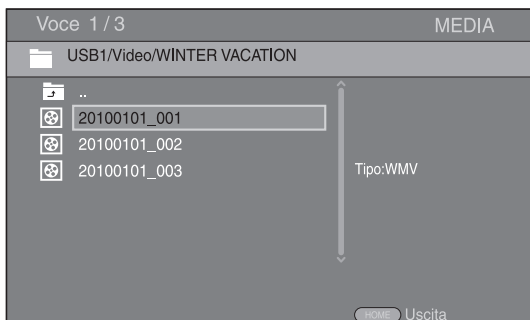 Voce 1 / 3 MEDIA
USB1/Video/WINTER VACATION
..
20100101_001
20100101_002
20100101_003
Tipo:WMV
HOME Uscita